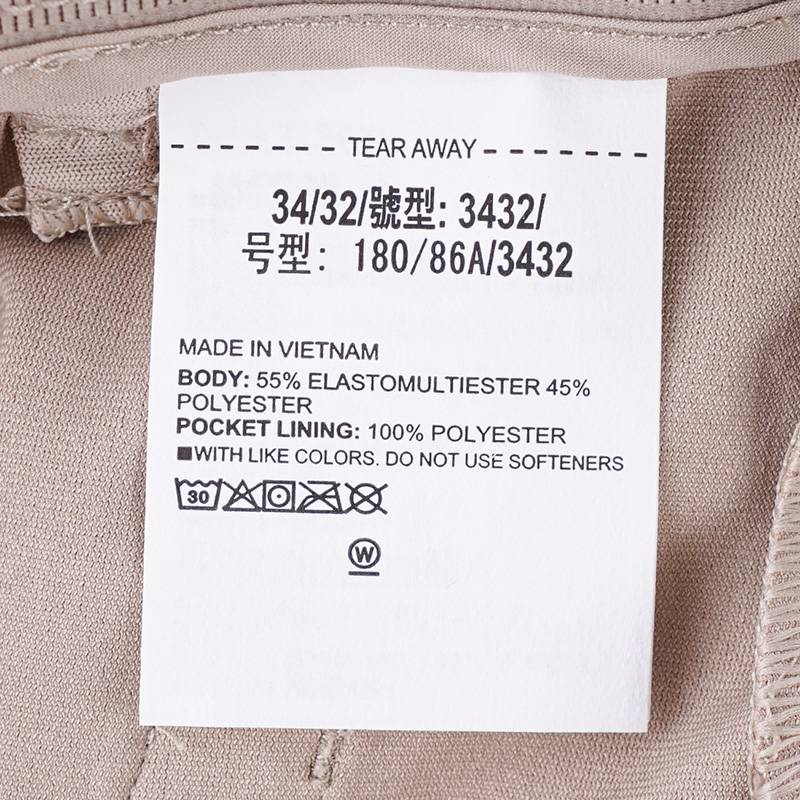 TEAR AWAY
34/32/號型: 3432/
号型: 180/86A/3432
MADE IN VIETNAM
BODY: 55% ELASTOMULTIESTER 45%
POLYESTER
POCKET LINING: 100% POLYESTER
■WITH LIKE COLORS. DO NOT USE SOFTENERS
30
W